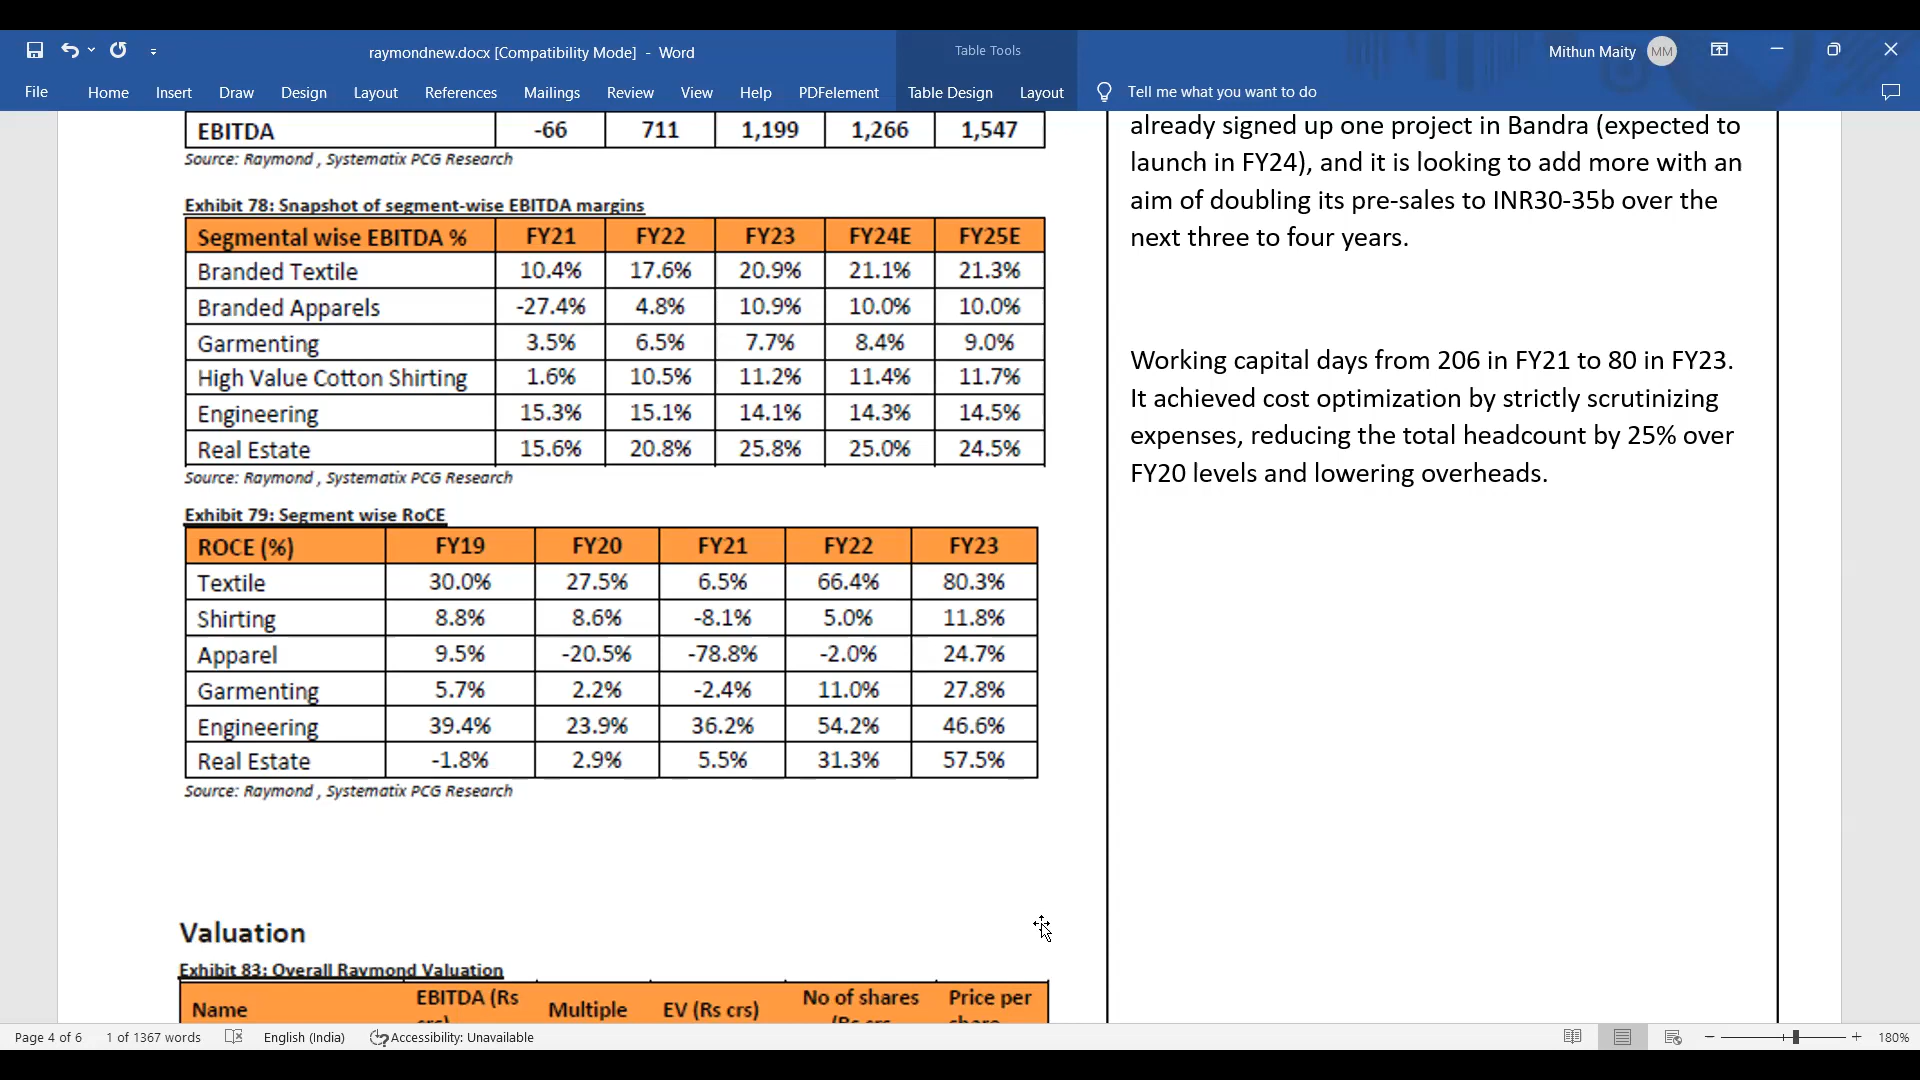 raymondnew.docx [Compatibility Mode] - Word
Table Tools
Mithun Maity MM
File Home Insert Draw Design Layout References Mailings Review View Help PDFelement Table Design Layout Tell me what you want to do
EBITDA -66 711 1,199 1,266 1,547
Source: Raymond , Systematix PCG Research
Exhibit 78: Snapshot of segment-wise EBITDA margins
Segmental wise EBITDA % FY21 FY22 FY23 FY24E FY25E
Branded Textile 10.4% 17.6% 20.9% 21.1% 21.3%
Branded Apparels -27.4% 4.8% 10.9% 10.0% 10.0%
Garmenting 3.5% 6.5% 7.7% 8.4% 9.0%
High Value Cotton Shirting 1.6% 10.5% 11.2% 11.4% 11.7%
Engineering 15.3% 15.1% 14.1% 14.3% 14.5%
Real Estate 15.6% 20.8% 25.8% 25.0% 24.5%
Source: Raymond , Systematix PCG Research
Exhibit 79: Segment wise RoCE
ROCE (%) FY19 FY20 FY21 FY22 FY23
Textile 30.0% 27.5% 6.5% 66.4% 80.3%
Shirting 8.8% 8.6% -8.1% 5.0% 11.8%
Apparel 9.5% -20.5% -78.8% -2.0% 24.7%
Garmenting 5.7% 2.2% -2.4% 11.0% 27.8%
Engineering 39.4% 23.9% 36.2% 54.2% 46.6%
Real Estate -1.8% 2.9% 5.5% 31.3% 57.5%
Source: Raymond , Systematix PCG Research
Valuation
Exhibit 83: Overall Raymond Valuation
Name EBITDA (Rs crs) Multiple EV (Rs crs) No of shares (Rs crs Price per share
already signed up one project in Bandra (expected to
launch in FY24), and it is looking to add more with an
aim of doubling its pre-sales to INR30-35b over the
next three to four years.
Working capital days from 206 in FY21 to 80 in FY23.
It achieved cost optimization by strictly scrutinizing
expenses, reducing the total headcount by 25% over
FY20 levels and lowering overheads.
Page 4 of 6 1 of 1367 words English (India) Accessibility: Unavailable 180%